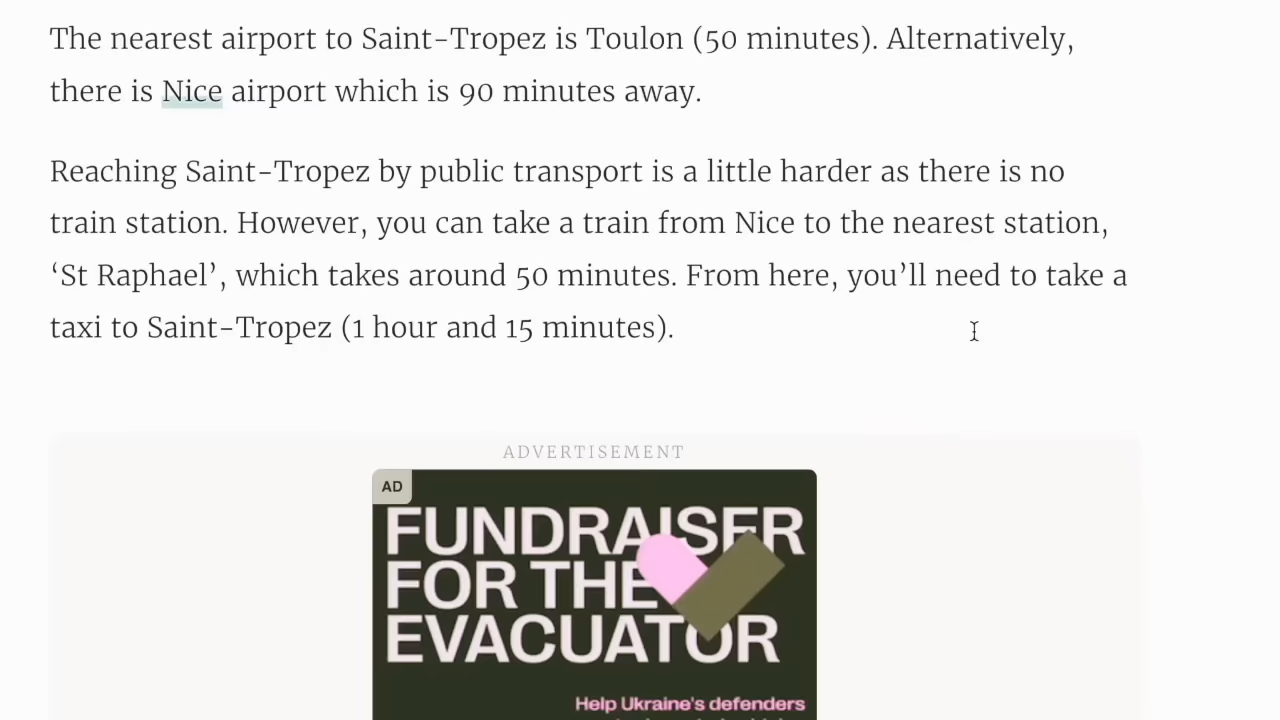 The nearest airport to Saint-Tropez is Toulon (50 minutes). Alternatively,
there is Nice airport which is 90 minutes away.
Reaching Saint-Tropez by public transport is a little harder as there is no
train station. However, you can take a train from Nice to the nearest station,
‘St Raphael’, which takes around 50 minutes. From here, you’ll need to take a
taxi to Saint-Tropez (1 hour and 15 minutes).
ADVERTISEMENT
AD
FUNDRAISER
FOR THE
EVACUATOR
Help Ukraine's defenders